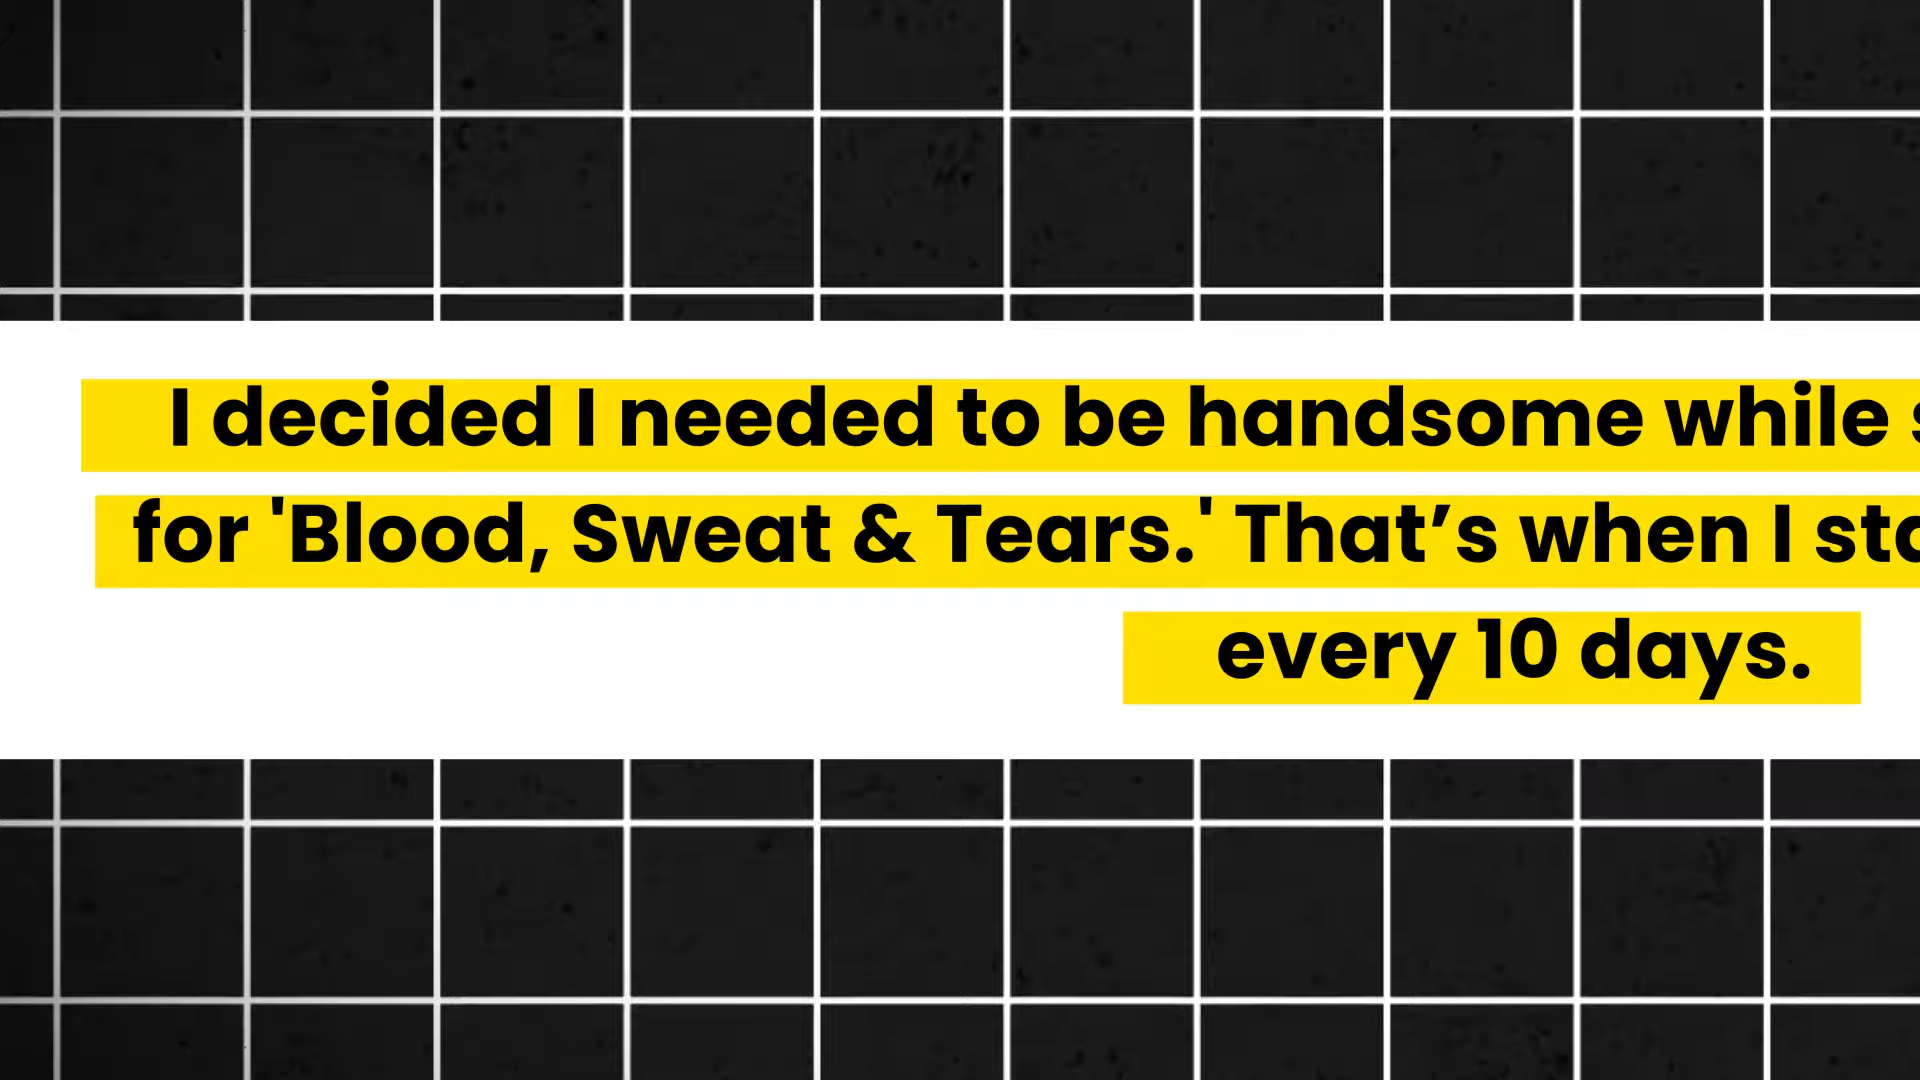 I decided I needed to be handsome while
for 'Blood, Sweat & Tears.' That’s when I
every 10 days.